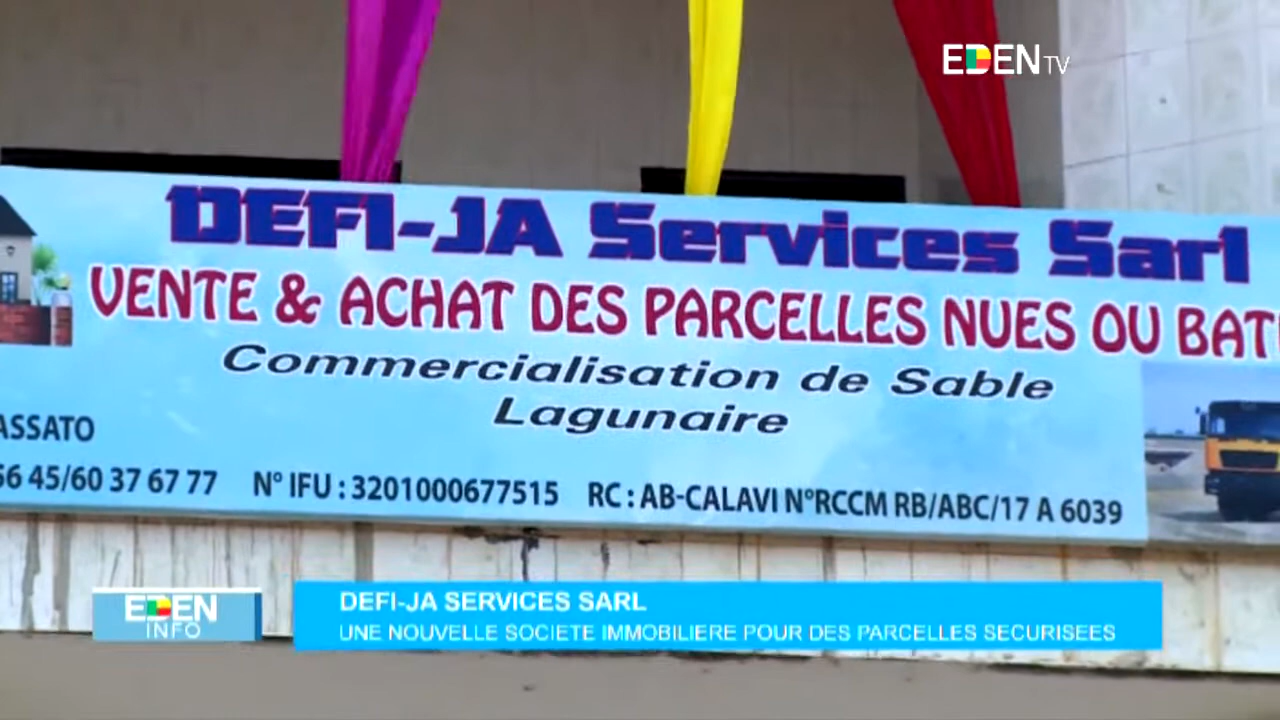 EDEN TV
DEFI-JA Services Sarl
VENTE & ACHAT DES PARCELLES NUES OU BATI
Commercialisation de Sable
Lagunaire
ASSATO
56 45/60 37 67 77 N° IFU : 3201000677515 RC : AB-CALAVI N°RCCM RB/ABC/17 A 6039
EDEN
INFO
DEFI-JA SERVICES SARL
UNE NOUVELLE SOCIETE IMMOBILIERE POUR DES PARCELLES SECURISEES